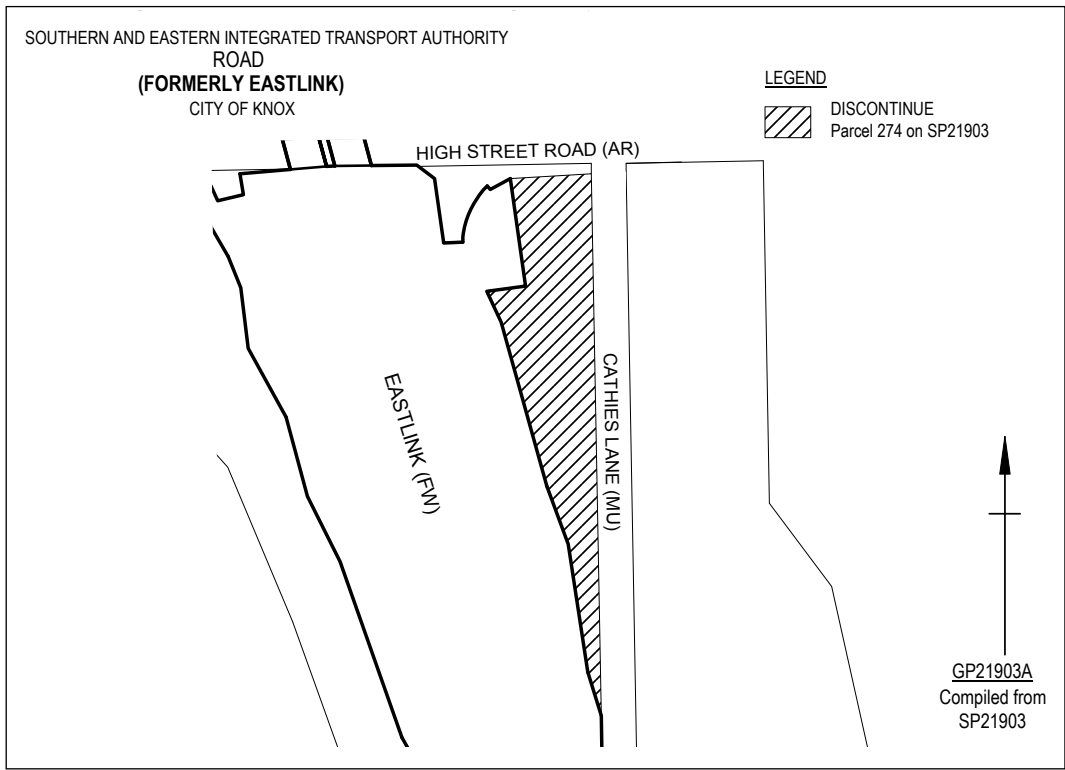 SOUTHERN AND EASTERN INTEGRATED TRANSPORT AUTHORITY
ROAD
(FORMERLY EASTLINK)
CITY OF KNOX
LEGEND
DISCONTINUE
Parcel 274 on SP21903
HIGH STREET ROAD (AR)
EASTLINK (FW)
CATHIES LANE (MU)
GP21903A
Compiled from
SP21903